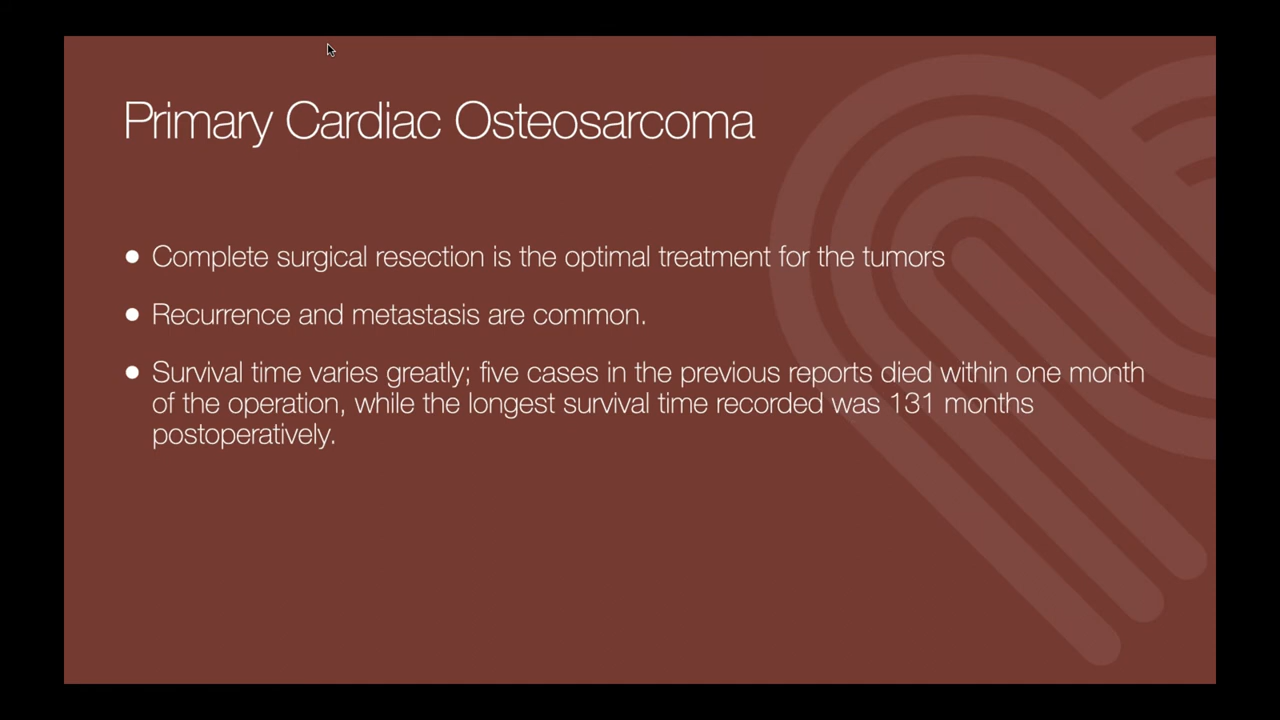 Primary Cardiac Osteosarcoma
● Complete surgical resection is the optimal treatment for the tumors
● Recurrence and metastasis are common.
● Survival time varies greatly; five cases in the previous reports died within one month
of the operation, while the longest survival time recorded was 131 months
postoperatively.